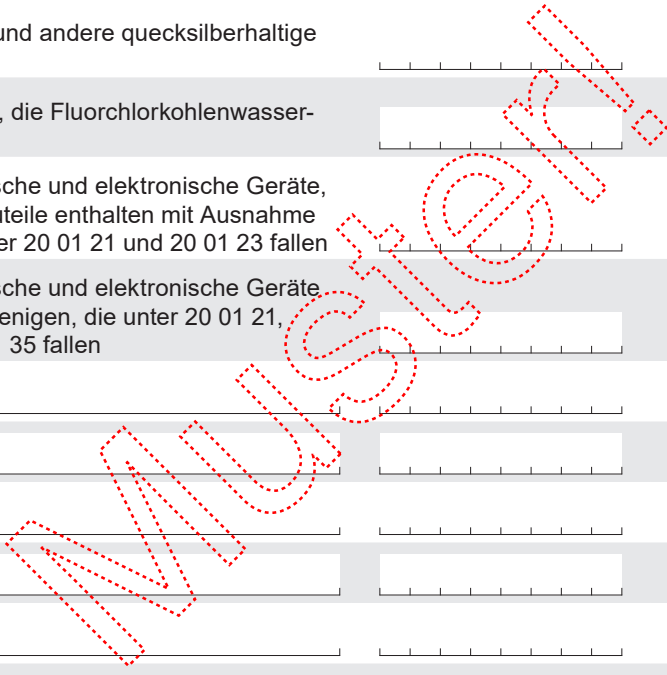 und andere quecksilberhaltige
, die Fluorchlorkohlenwasser-
sche und elektronische Geräte,
uteile enthalten mit Ausnahme
er 20 01 21 und 20 01 23 fallen
sche und elektronische Geräte
enigen, die unter 20 01 21,
35 fallen
Muster!